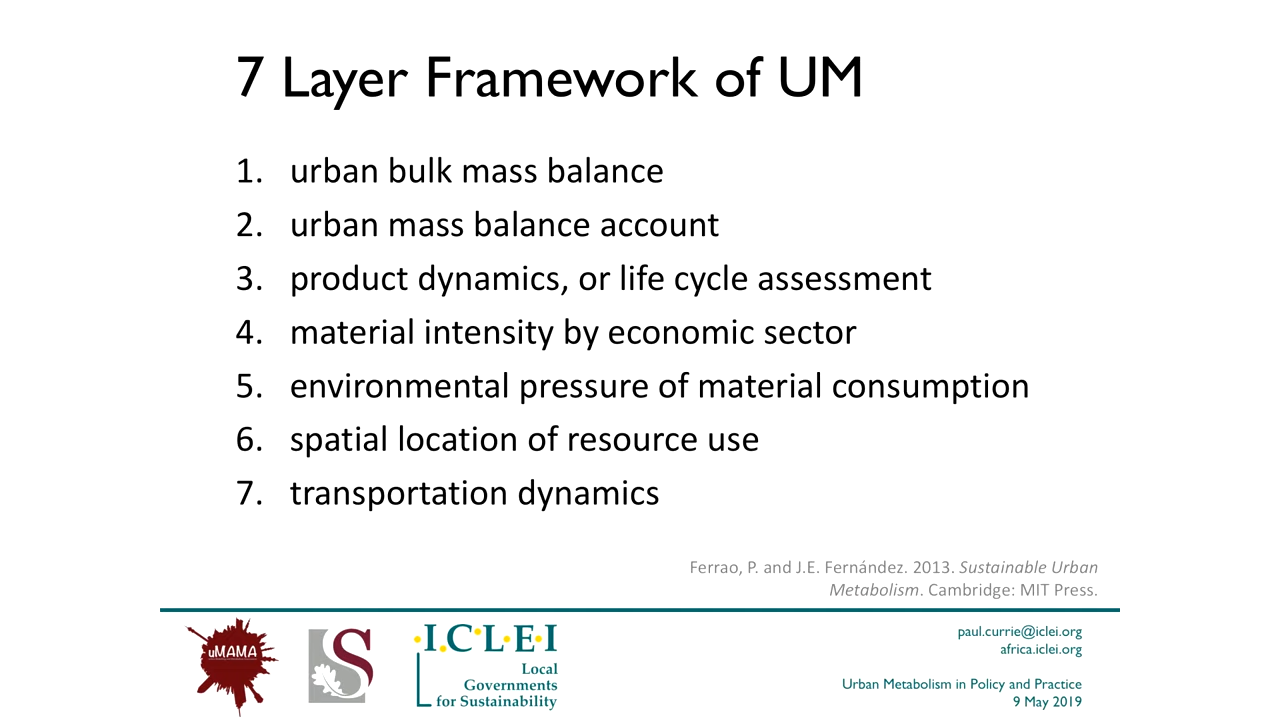 7 Layer Framework of UM
1. urban bulk mass balance
2. urban mass balance account
3. product dynamics, or life cycle assessment
4. material intensity by economic sector
5. environmental pressure of material consumption
6. spatial location of resource use
7. transportation dynamics
Ferrao, P. and J.E. Fernández. 2013. Sustainable Urban
Metabolism. Cambridge: MIT Press.
uMAMA
S
·I.C·L·E·I
Local
Governments
for Sustainability
paul.currie@iclei.org
africa.iclei.org
Urban Metabolism in Policy and Practice
9 May 2019